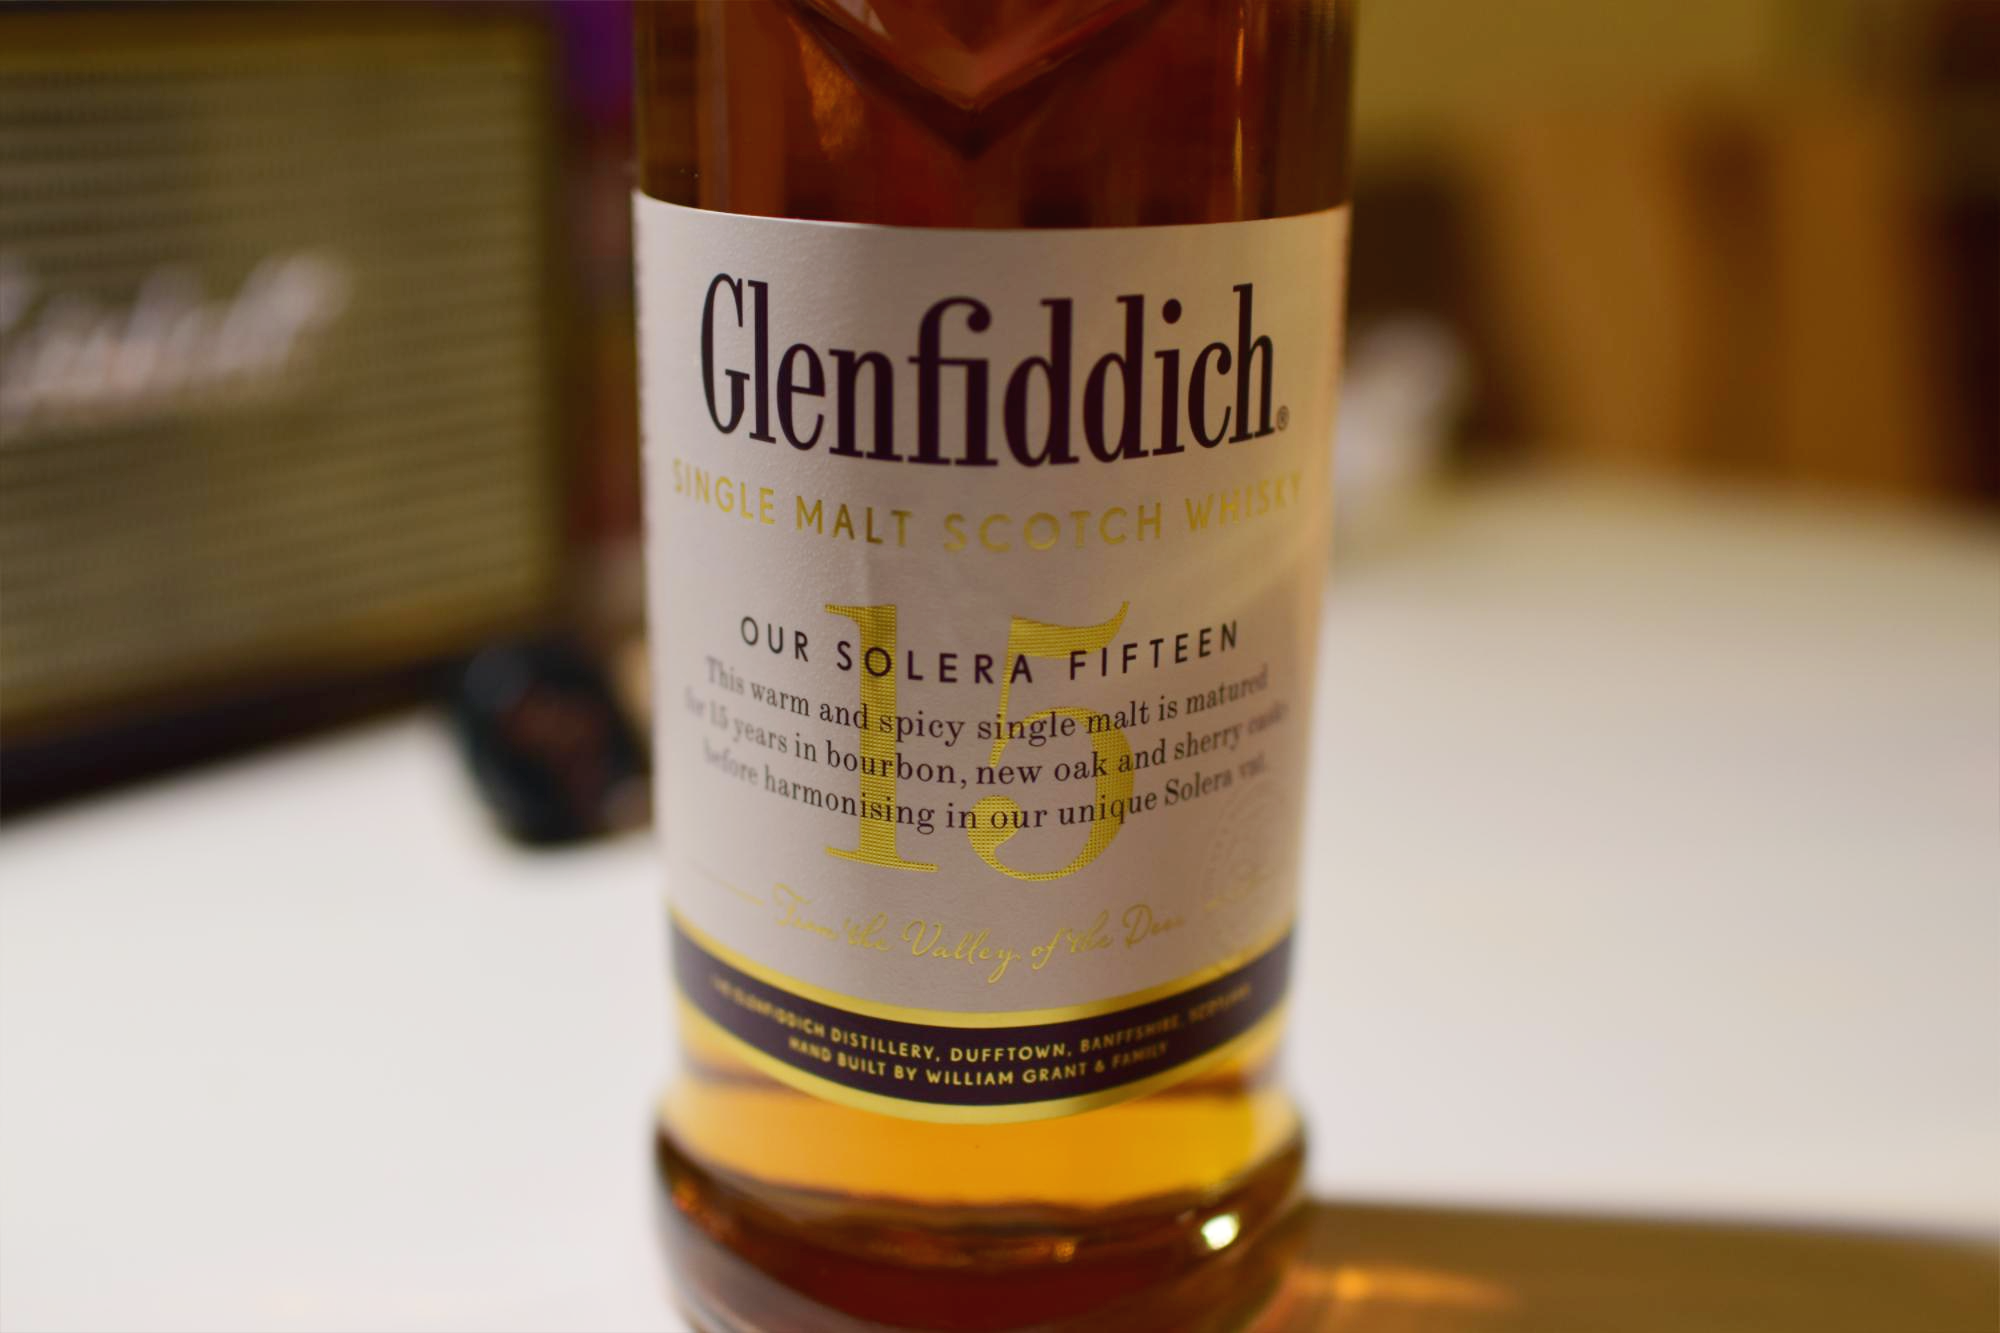 Glenfiddich®
SINGLE MALT SCOTCH WHISKY
15
OUR SOLERA FIFTEEN
This warm and spicy single malt is matured
for 15 years in bourbon, new oak and sherry casks
before harmonising in our unique Solera vat.
From the Valley of the Deer
GLENFIDDICH DISTILLERY, DUFFTOWN, BANFFSHIRE, SCOTLAND
HAND BUILT BY WILLIAM GRANT & FAMILY